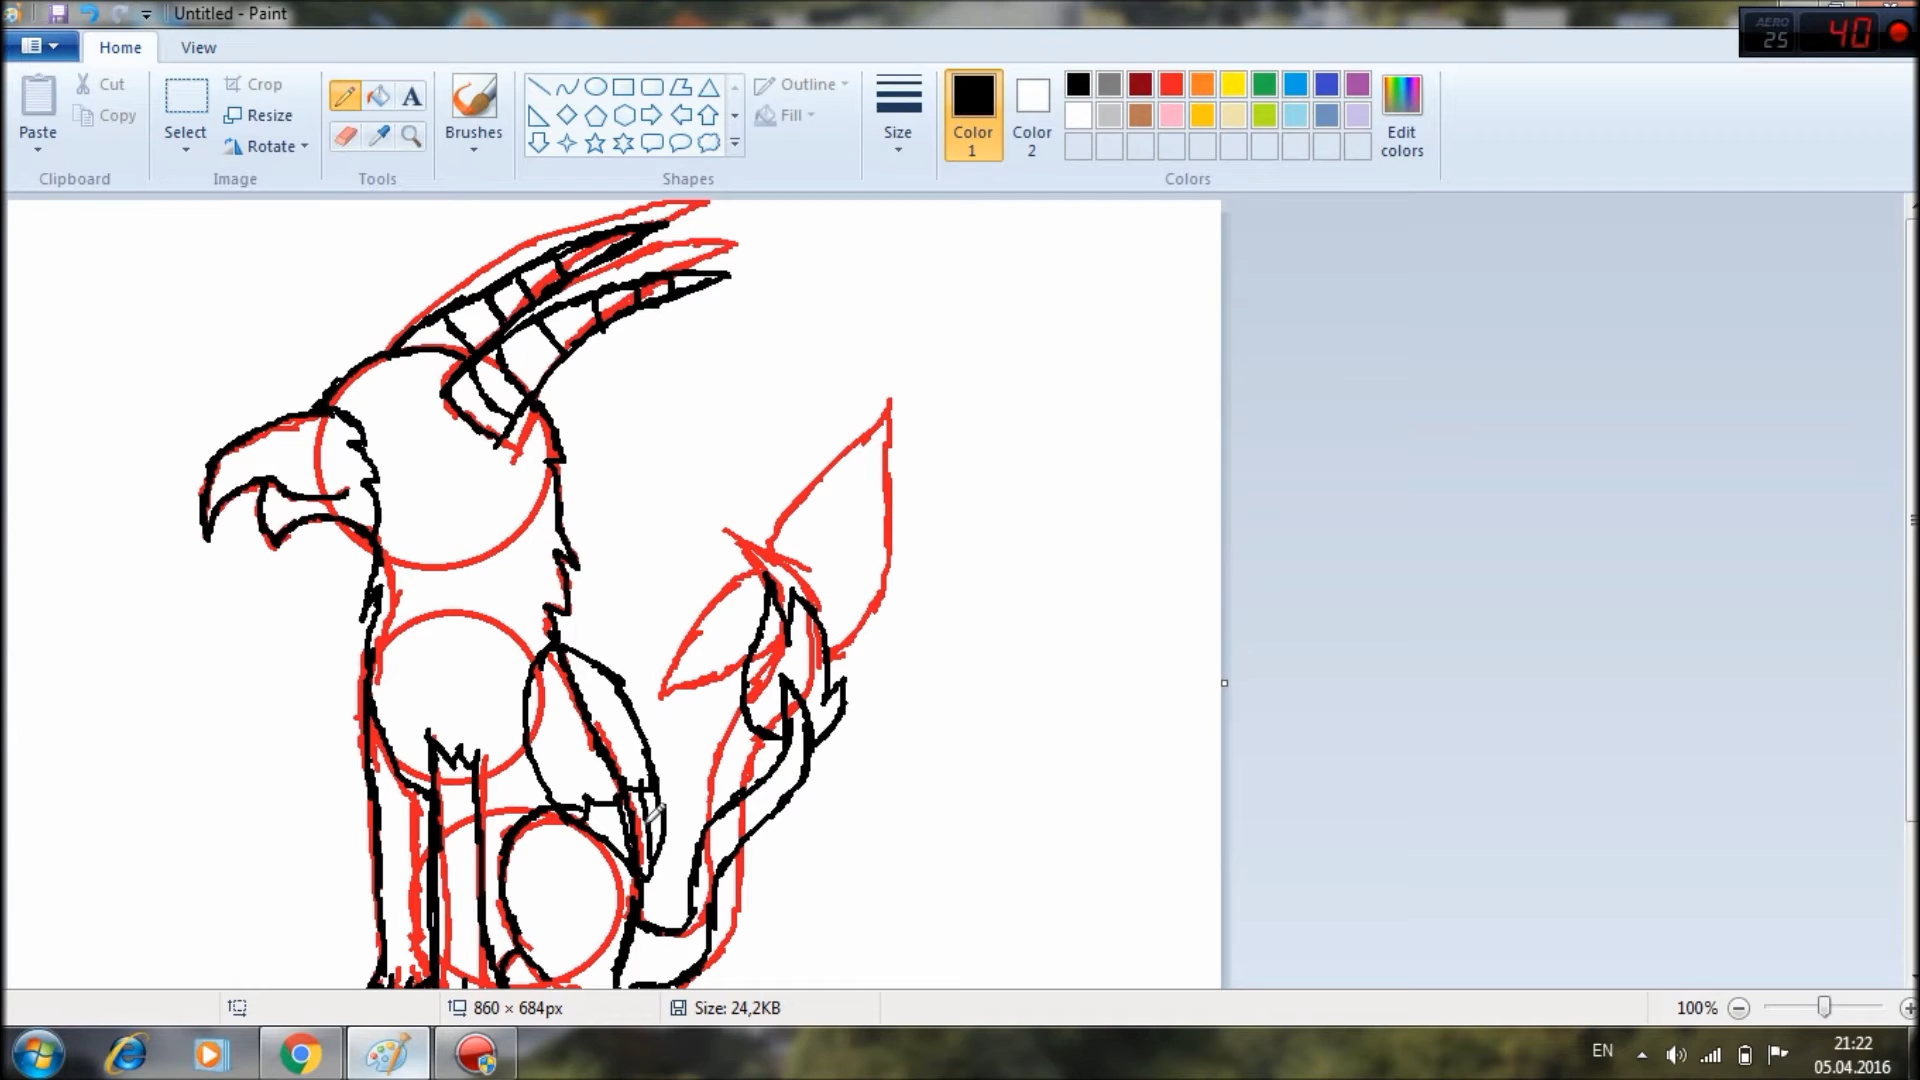 Untitled - Paint
AERO
25
40
Home
View
Paste
Cut
Copy
Clipboard
Select
Crop
Resize
Rotate
Image
A
Tools
Brushes
Outline
Fill
Shapes
Size
Color
1
Color
2
Edit
colors
Colors
860 × 684px
Size: 24,2KB
100%
EN
21:22
05.04.2016